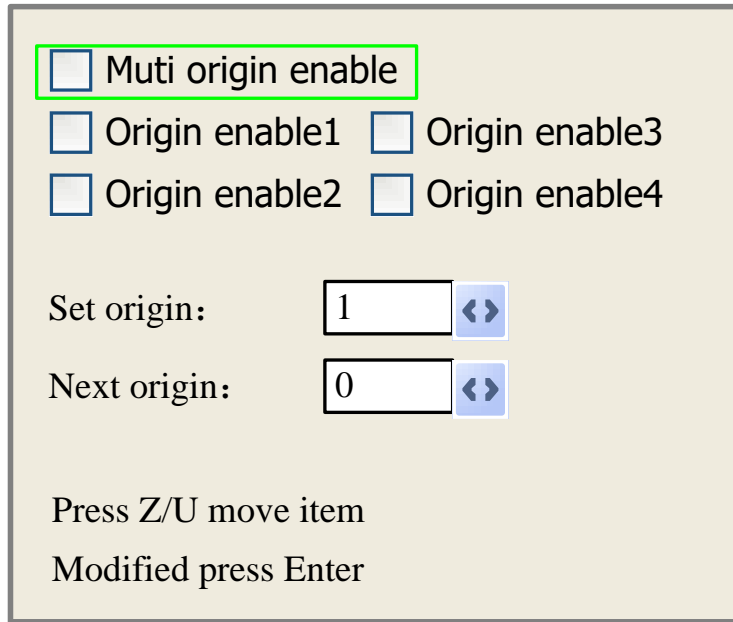 Muti origin enable
Origin enable1 Origin enable3
Origin enable2 Origin enable4
Set origin： 1
Next origin： 0
Press Z/U move item
Modified press Enter